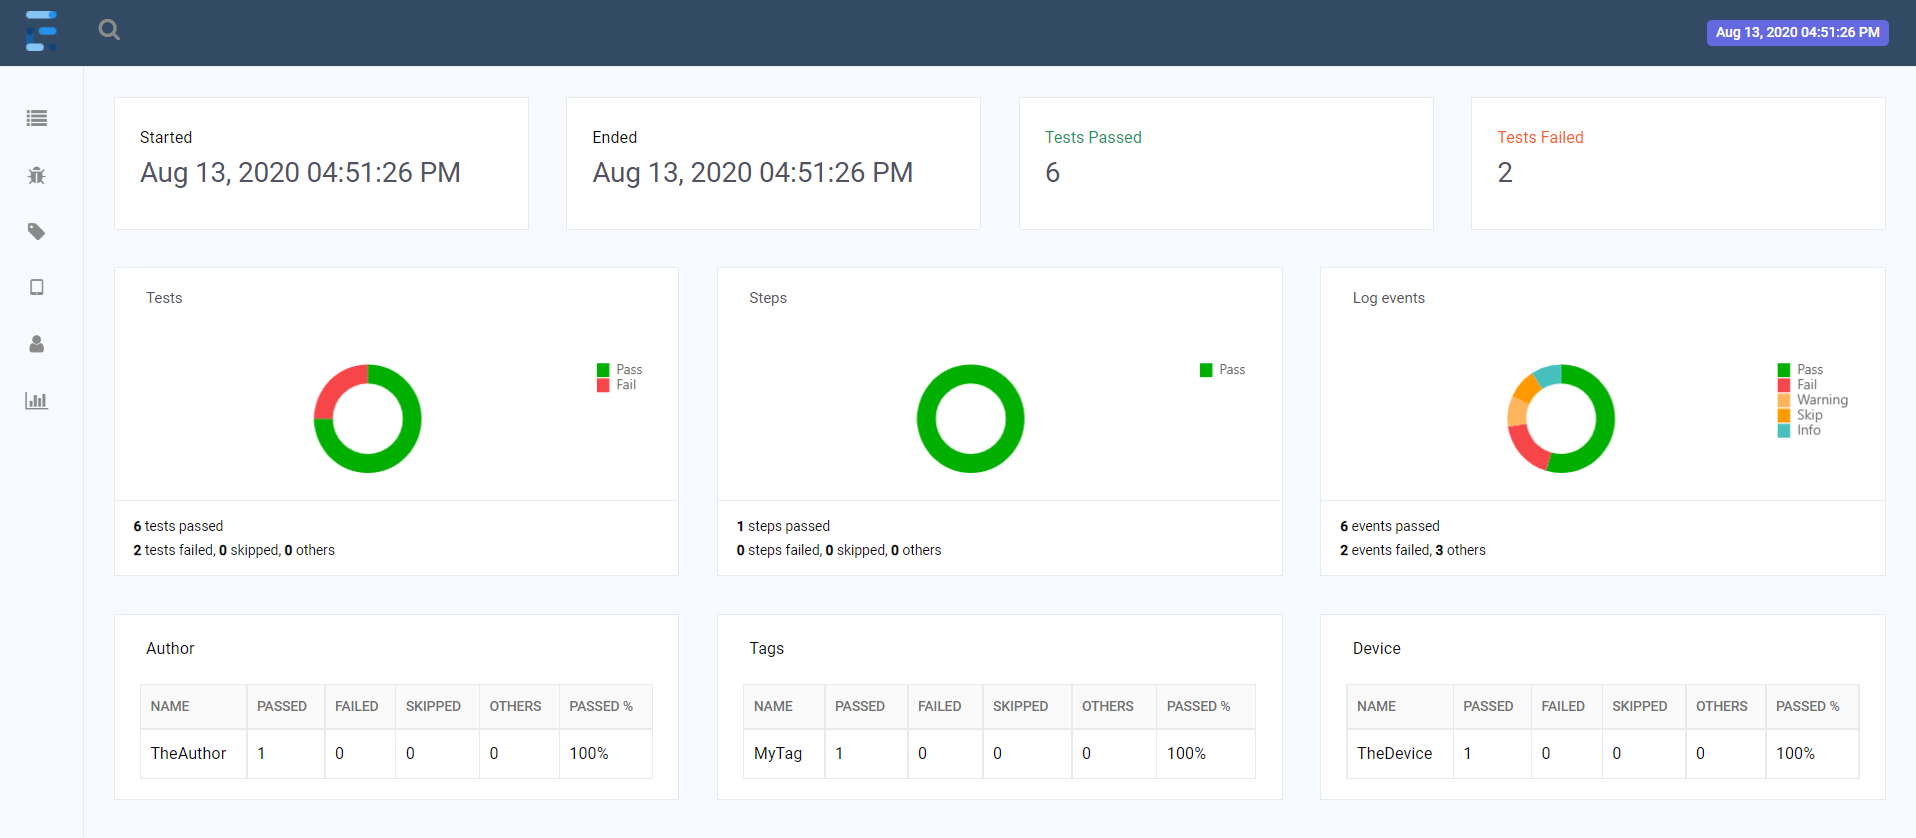 Aug 13, 2020 04:51:26 PM
Started
Aug 13, 2020 04:51:26 PM
Ended
Aug 13, 2020 04:51:26 PM
Tests Passed
6
Tests Failed
2
Tests
Pass
Fail
6 tests passed
2 tests failed, 0 skipped, 0 others
Steps
Pass
1 steps passed
0 steps failed, 0 skipped, 0 others
Log events
Pass
Fail
Warning
Skip
Info
6 events passed
2 events failed, 3 others
Author
NAME PASSED FAILED SKIPPED OTHERS PASSED %
TheAuthor 1 0 0 0 100%
Tags
NAME PASSED FAILED SKIPPED OTHERS PASSED %
MyTag 1 0 0 0 100%
Device
NAME PASSED FAILED SKIPPED OTHERS PASSED %
TheDevice 1 0 0 0 100%